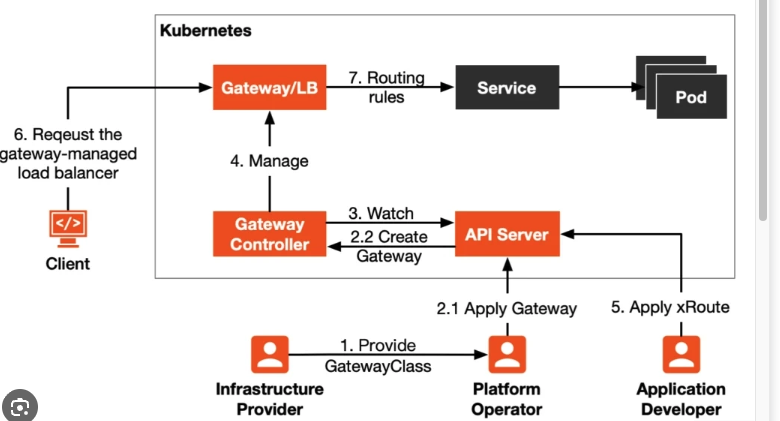 Kubernetes
Gateway/LB
7. Routing
rules
Service
Pod
6. Reqeust the
gateway-managed
load balancer
4. Manage
</>
Client
Gateway
Controller
3. Watch
2.2 Create
Gateway
API Server
2.1 Apply Gateway
5. Apply xRoute
1. Provide
GatewayClass
Infrastructure
Provider
Platform
Operator
Application
Developer